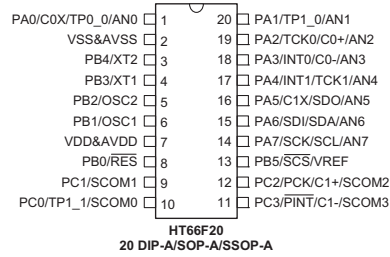 PA0/C0X/TP0_0/AN0 1 20 PA1/TP1_0/AN1
VSS&AVSS 2 19 PA2/TCK0/C0+/AN2
PB4/XT2 3 18 PA3/INT0/C0-/AN3
PB3/XT1 4 17 PA4/INT1/TCK1/AN4
PB2/OSC2 5 16 PA5/C1X/SDO/AN5
PB1/OSC1 6 15 PA6/SDI/SDA/AN6
VDD&AVDD 7 14 PA7/SCK/SCL/AN7
PB0/RES 8 13 PB5/SCS/VREF
PC1/SCOM1 9 12 PC2/PCK/C1+/SCOM2
PC0/TP1_1/SCOM0 10 11 PC3/PINT/C1-/SCOM3
HT66F20
20 DIP-A/SOP-A/SSOP-A